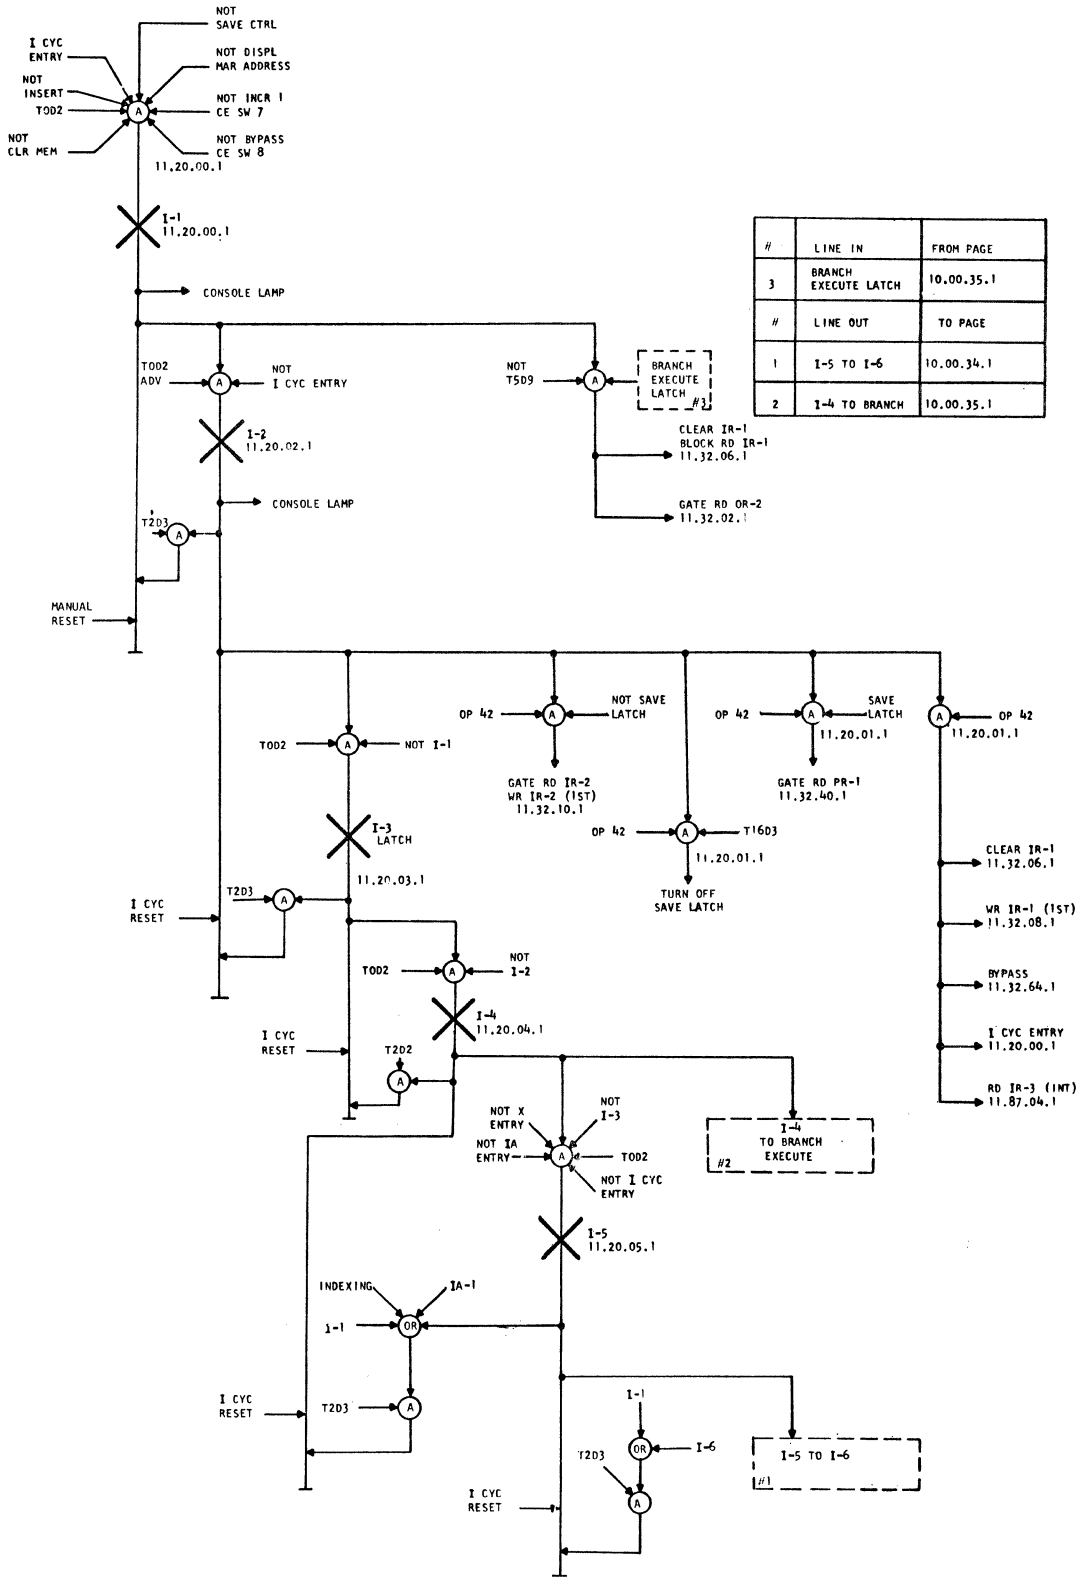 NOT
SAVE CTRL
I CYC
ENTRY
NOT DISPL
MAR ADDRESS
NOT
INSERT
TOD2
A
NOT INCR 1
CE SW 7
NOT
CLR MEM
NOT BYPASS
CE SW 8
11.20.00.1
I-1
11.20.00.1
CONSOLE LAMP
# LINE IN FROM PAGE
3 BRANCH
EXECUTE LATCH 10.00.35.1
# LINE OUT TO PAGE
1 I-5 TO I-6 10.00.34.1
2 I-4 TO BRANCH 10.00.35.1
TOD2
ADV
A
NOT
I CYC ENTRY
NOT
T5D9
A
BRANCH
EXECUTE
LATCH
#3
I-2
11.20.02.1
CLEAR IR-1
BLOCK RD IR-1
11.32.06.1
CONSOLE LAMP
GATE RD OR-2
11.32.02.1
T2D3
A
MANUAL
RESET
OP 42
A
NOT SAVE
LATCH
OP 42
A
SAVE
LATCH
11.20.01.1
A
OP 42
11.20.01.1
TOD2
A
NOT I-1
GATE RD IR-2
WR IR-2 (1ST)
11.32.10.1
GATE RD PR-1
11.32.40.1
I-3
LATCH
OP 42
A
T16D3
11.20.01.1
TURN OFF
SAVE LATCH
CLEAR IR-1
11.32.06.1
11.20.03.1
T2D3
A
I CYC
RESET
WR IR-1 (1ST)
11.32.08.1
TOD2
A
NOT
I-2
BYPASS
11.32.64.1
I-4
11.20.04.1
I CYC
RESET
T2D2
A
I CYC ENTRY
11.20.00.1
RD IR-3 (INT)
11.87.04.1
NOT X
ENTRY
NOT
I-3
NOT IA
ENTRY
A
TOD2
NOT I CYC
ENTRY
I-4
TO BRANCH
EXECUTE
#2
I-5
11.20.05.1
INDEXING
IA-1
I-1
OR
I CYC
RESET
T2D3
A
I-1
OR
I-6
T2D3
A
I-5 TO I-6
#1
I CYC
RESET